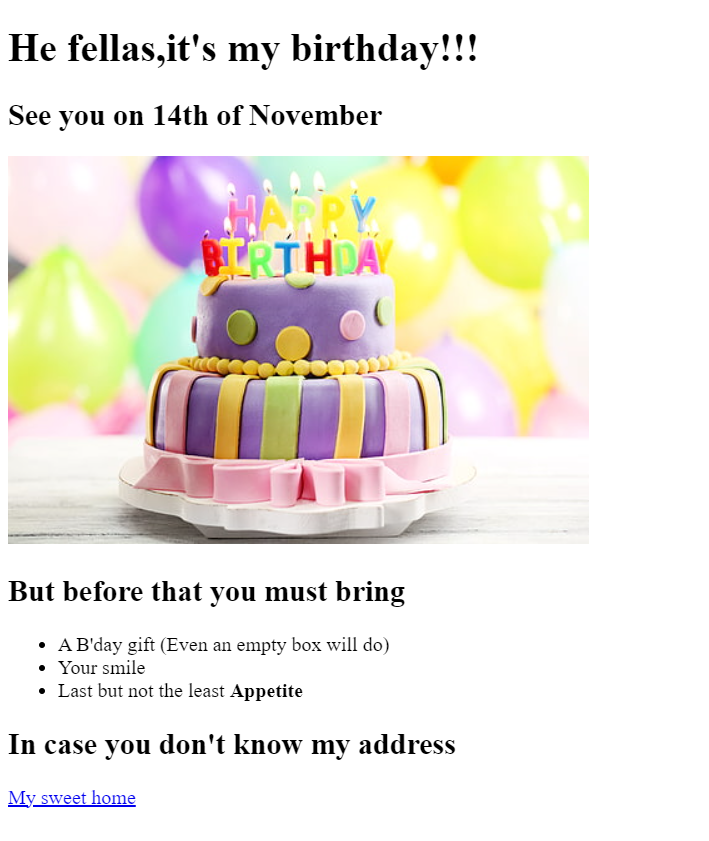 He fellas,it's my birthday!!!
See you on 14th of November
HAPPY
BIRTHDAY
But before that you must bring
A B'day gift (Even an empty box will do)
Your smile
Last but not the least Appetite
In case you don't know my address
My sweet home